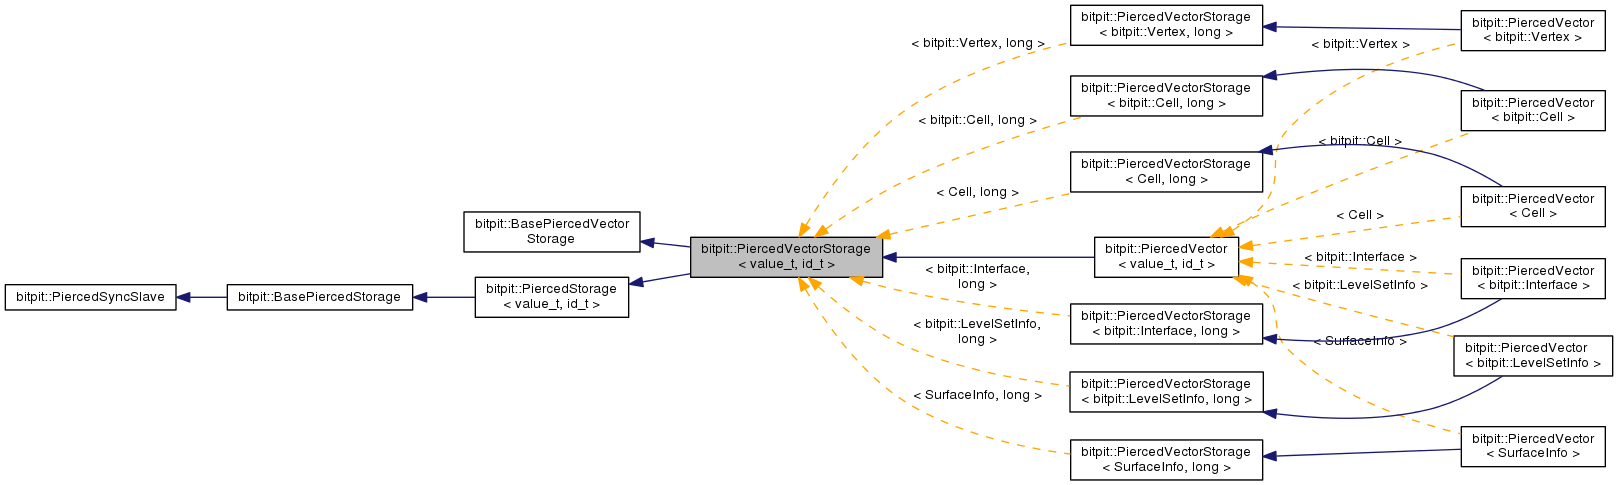 bitpit::PiercedSyncSlave
bitpit::BasePiercedStorage
bitpit::BasePiercedVector
Storage
bitpit::PiercedStorage
< value_t, id_t >
bitpit::PiercedVectorStorage
< value_t, id_t >
< bitpit::Vertex, long >
< bitpit::Cell, long >
< Cell, long >
< bitpit::Interface,
long >
< bitpit::LevelSetInfo,
long >
< SurfaceInfo, long >
bitpit::PiercedVectorStorage
< bitpit::Vertex, long >
bitpit::PiercedVectorStorage
< bitpit::Cell, long >
bitpit::PiercedVectorStorage
< Cell, long >
bitpit::PiercedVector
< value_t, id_t >
bitpit::PiercedVectorStorage
< bitpit::Interface, long >
bitpit::PiercedVectorStorage
< bitpit::LevelSetInfo, long >
bitpit::PiercedVectorStorage
< SurfaceInfo, long >
< bitpit::Vertex >
< bitpit::Cell >
< Cell >
< bitpit::Interface >
< bitpit::LevelSetInfo >
< SurfaceInfo >
bitpit::PiercedVector
< bitpit::Vertex >
bitpit::PiercedVector
< bitpit::Cell >
bitpit::PiercedVector
< Cell >
bitpit::PiercedVector
< bitpit::Interface >
bitpit::PiercedVector
< bitpit::LevelSetInfo >
bitpit::PiercedVector
< SurfaceInfo >